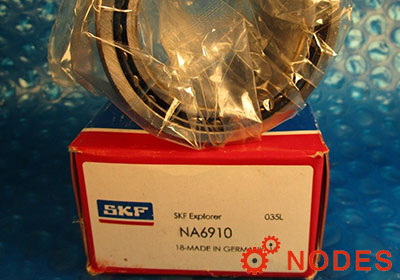 SKF
SKF Explorer 035L
NA6910
18-MADE IN GERMANY
NODES